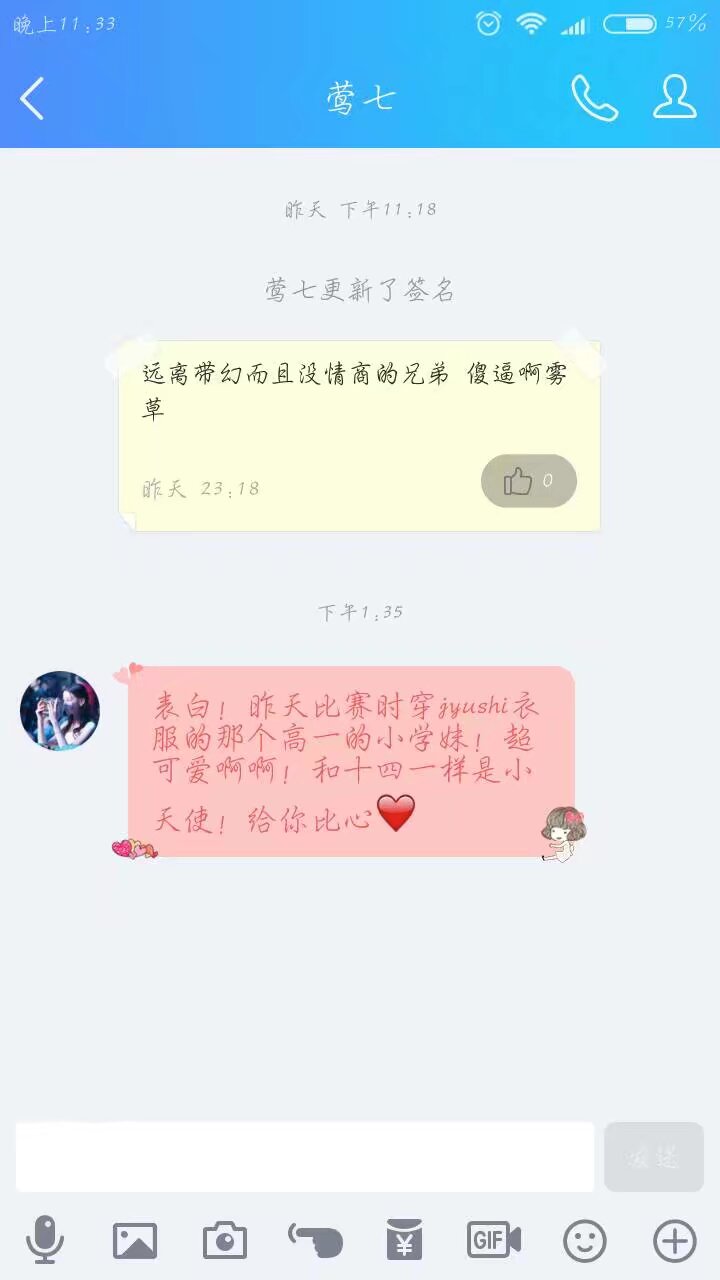 晚上11:33
57%
莺七
昨天 下午11:18
莺七更新了签名
远离带幻而且没情商的兄弟 傻逼啊雾
草
昨天 23:18
0
下午1:35
表白！昨天比赛时穿jyushi衣
服的那个高一的小学妹！超
可爱啊啊！和十四一样是小
天使！给你比心❤
发送
GIF